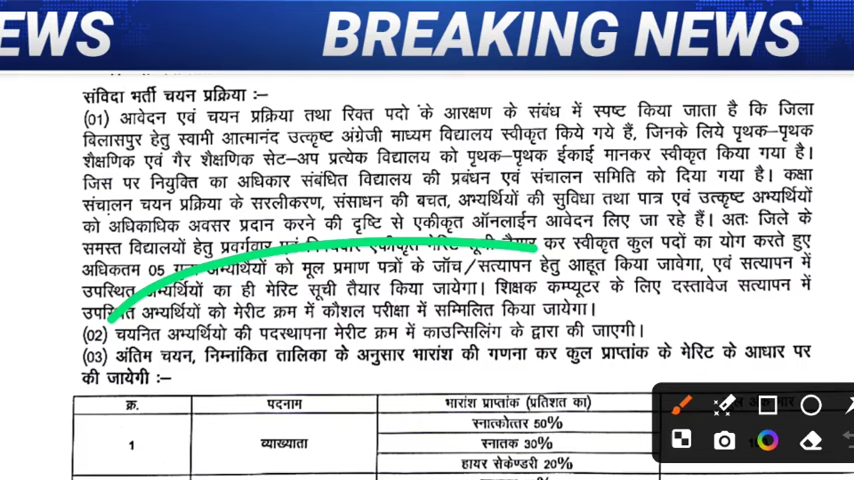 EWS BREAKING NEWS
संविदा भर्ती चयन प्रक्रिया :–
(01) आवेदन एवं चयन प्रक्रिया तथा रिक्त पदो के आरक्षण के संबंध में स्पष्ट किया जाता है कि जिला
बिलासपुर हेतु स्वामी आत्मानंद उत्कृष्ट अंग्रेजी माध्यम विद्यालय स्वीकृत किये गये हैं, जिनके लिये पृथक–पृथक
शैक्षणिक एवं गैर शैक्षणिक सेट–अप प्रत्येक विद्यालय को पृथक–पृथक ईकाई मानकर स्वीकृत किया गया है।
जिस पर नियुक्ति का अधिकार संबंधित विद्यालय की प्रबंधन एवं संचालन समिति को दिया गया है। कक्षा
संचालन चयन प्रक्रिया के सरलीकरण, संसाधन की बचत, अभ्यर्थियों की सुविधा तथा पात्र एवं उत्कृष्ट अभ्यर्थियों
को अधिकाधिक अवसर प्रदान करने की दृष्टि से एकीकृत ऑनलाईन आवेदन लिए जा रहे हैं। अतः जिले के
समस्त विद्यालयों हेतु प्रवर्गवार एवं एकीकृत मेरिट सूची तैयार कर स्वीकृत कुल पदों का योग करते हुए
अधिकतम 05 गुना अभ्यर्थियों को मूल प्रमाण पत्रों के जॉच/सत्यापन हेतु आहूत किया जावेगा, एवं सत्यापन में
उपस्थित अभ्यर्थियों का ही मेरिट सूची तैयार किया जायेगा। शिक्षक कम्प्यूटर के लिए दस्तावेज सत्यापन में
उपस्थित अभ्यर्थियों को मेरीट क्रम में कौशल परीक्षा में सम्मिलित किया जायेगा।
(02) चयनित अभ्यर्थियो की पदस्थापना मेरीट क्रम में काउन्सिलिंग के द्वारा की जाएगी।
(03) अंतिम चयन, निम्नांकित तालिका के अनुसार भारांश की गणना कर कुल प्राप्तांक के मेरिट के आधार पर
की जायेगी :–
क्र. पदनाम भारांश प्राप्तांक (प्रतिशत का)
स्नात्कोत्तर 50%
1 व्याख्याता स्नातक 30%
हायर सेकेण्डरी 20%